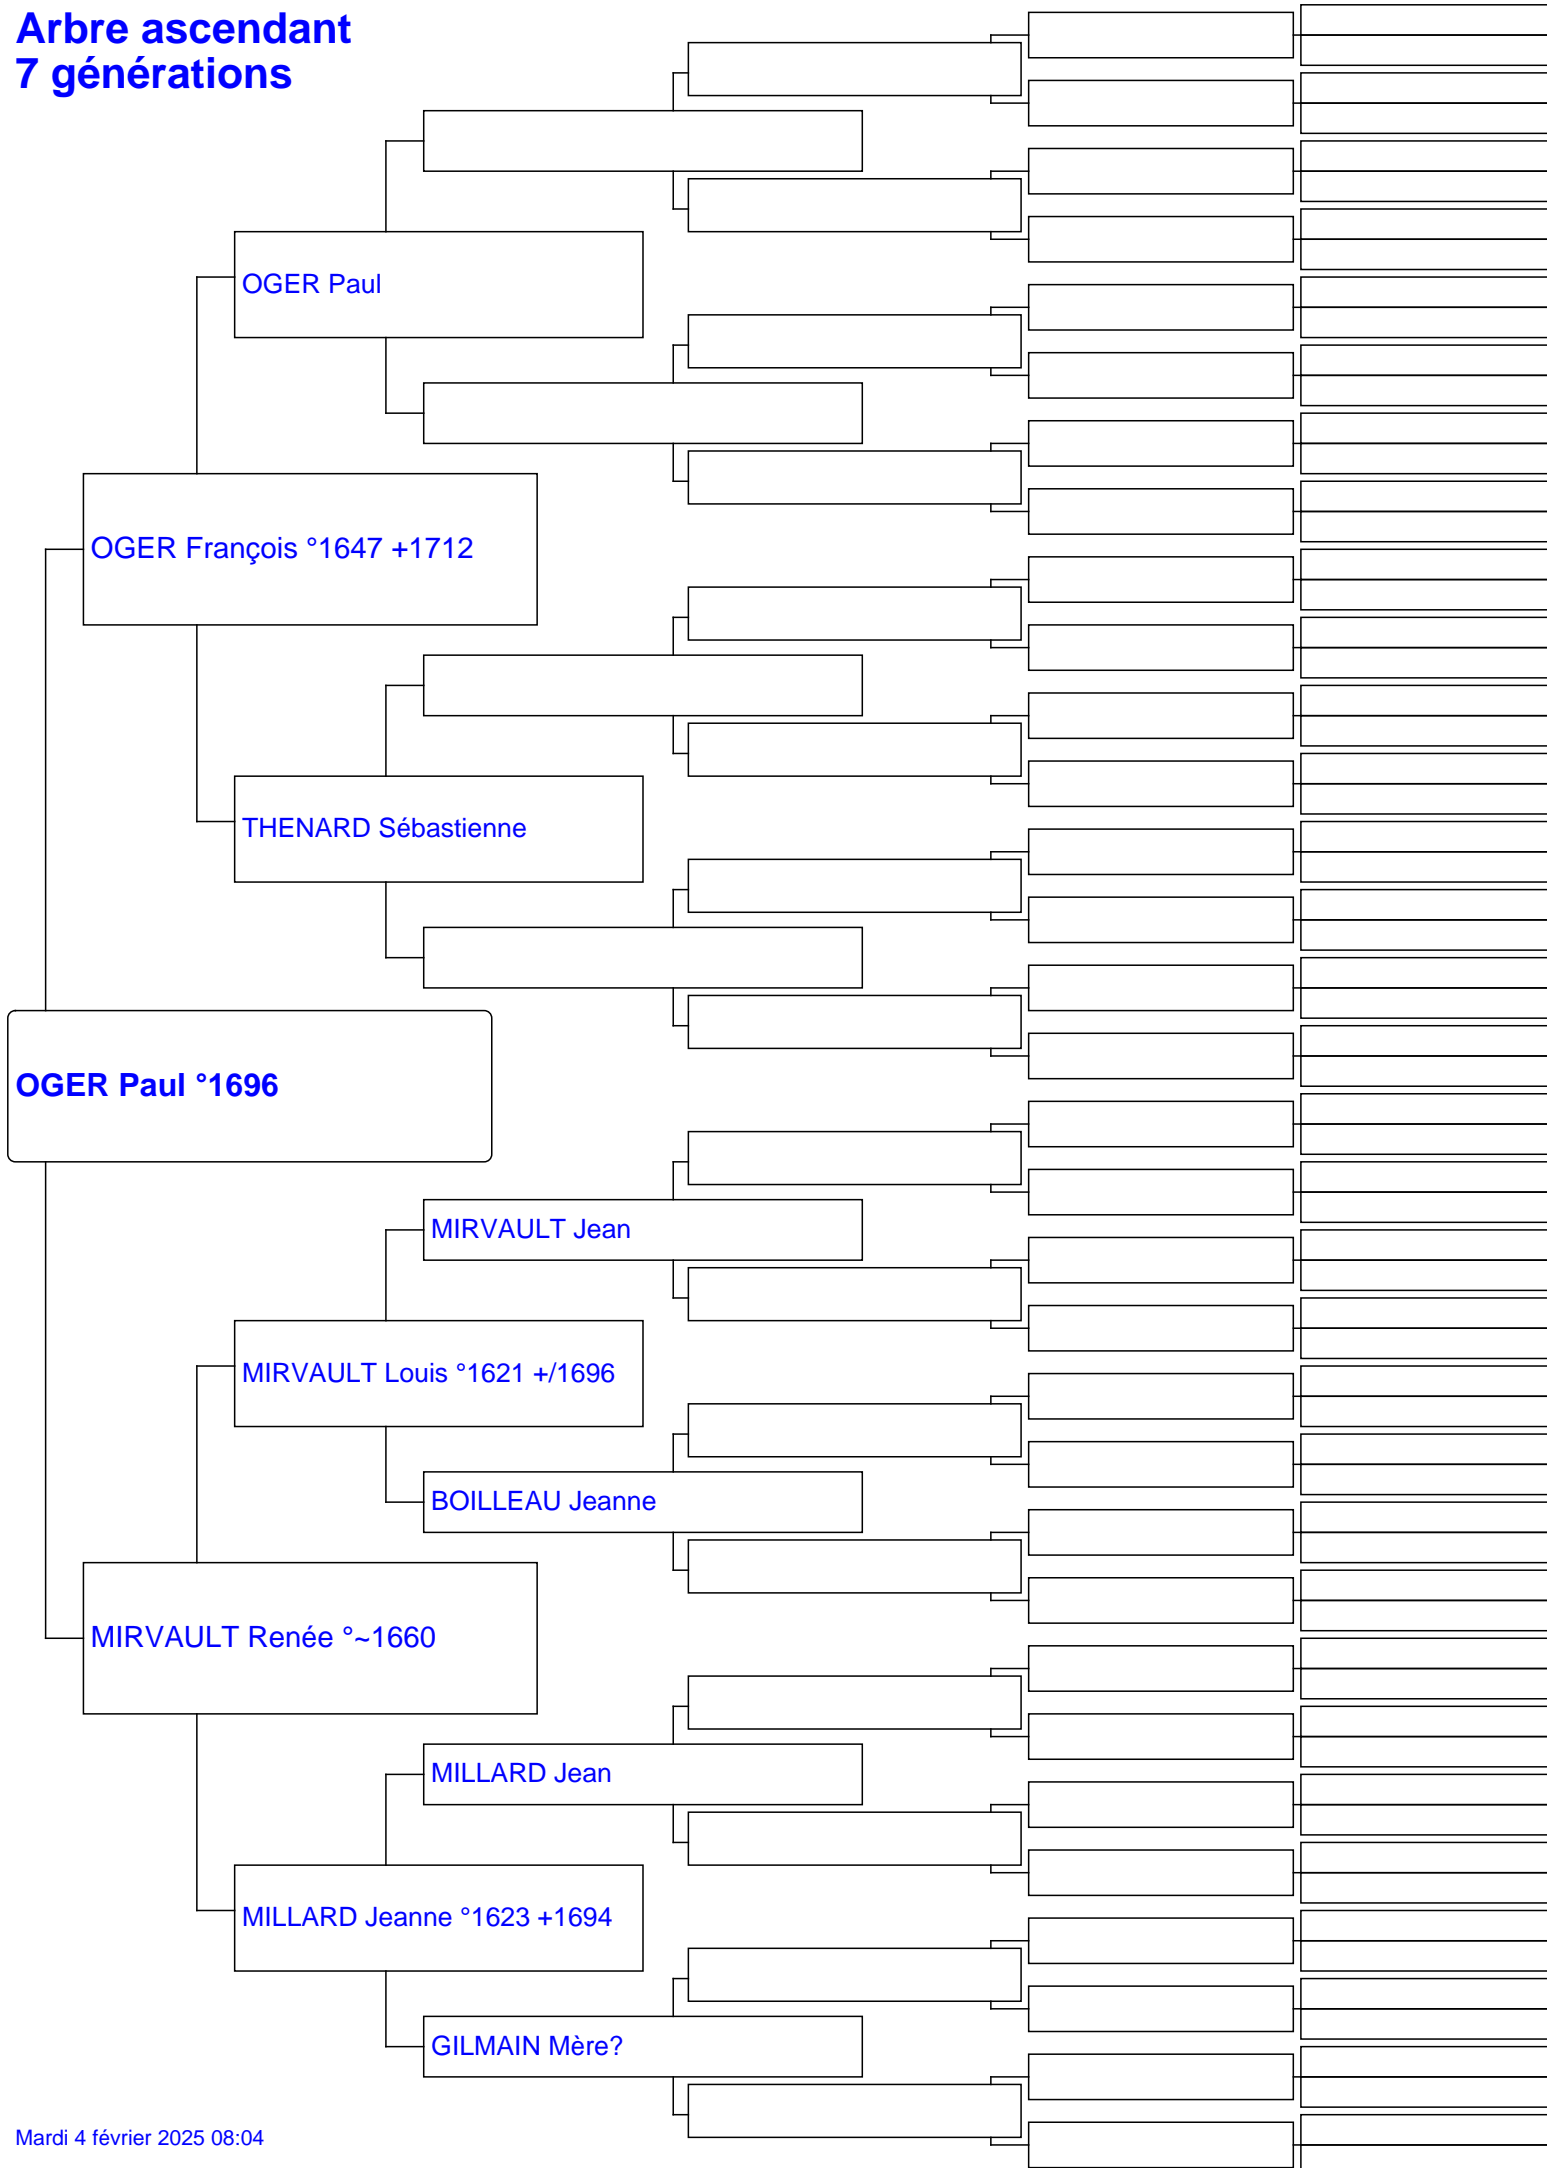 Arbre ascendant
7 générations
OGER Paul
OGER François °1647 +1712
THENARD Sébastienne
OGER Paul °1696
MIRVAULT Jean
MIRVAULT Louis °1621 +/1696
BOILLEAU Jeanne
MIRVAULT Renée °~1660
MILLARD Jean
MILLARD Jeanne °1623 +1694
GILMAIN Mère?
Mardi 4 février 2025 08:04